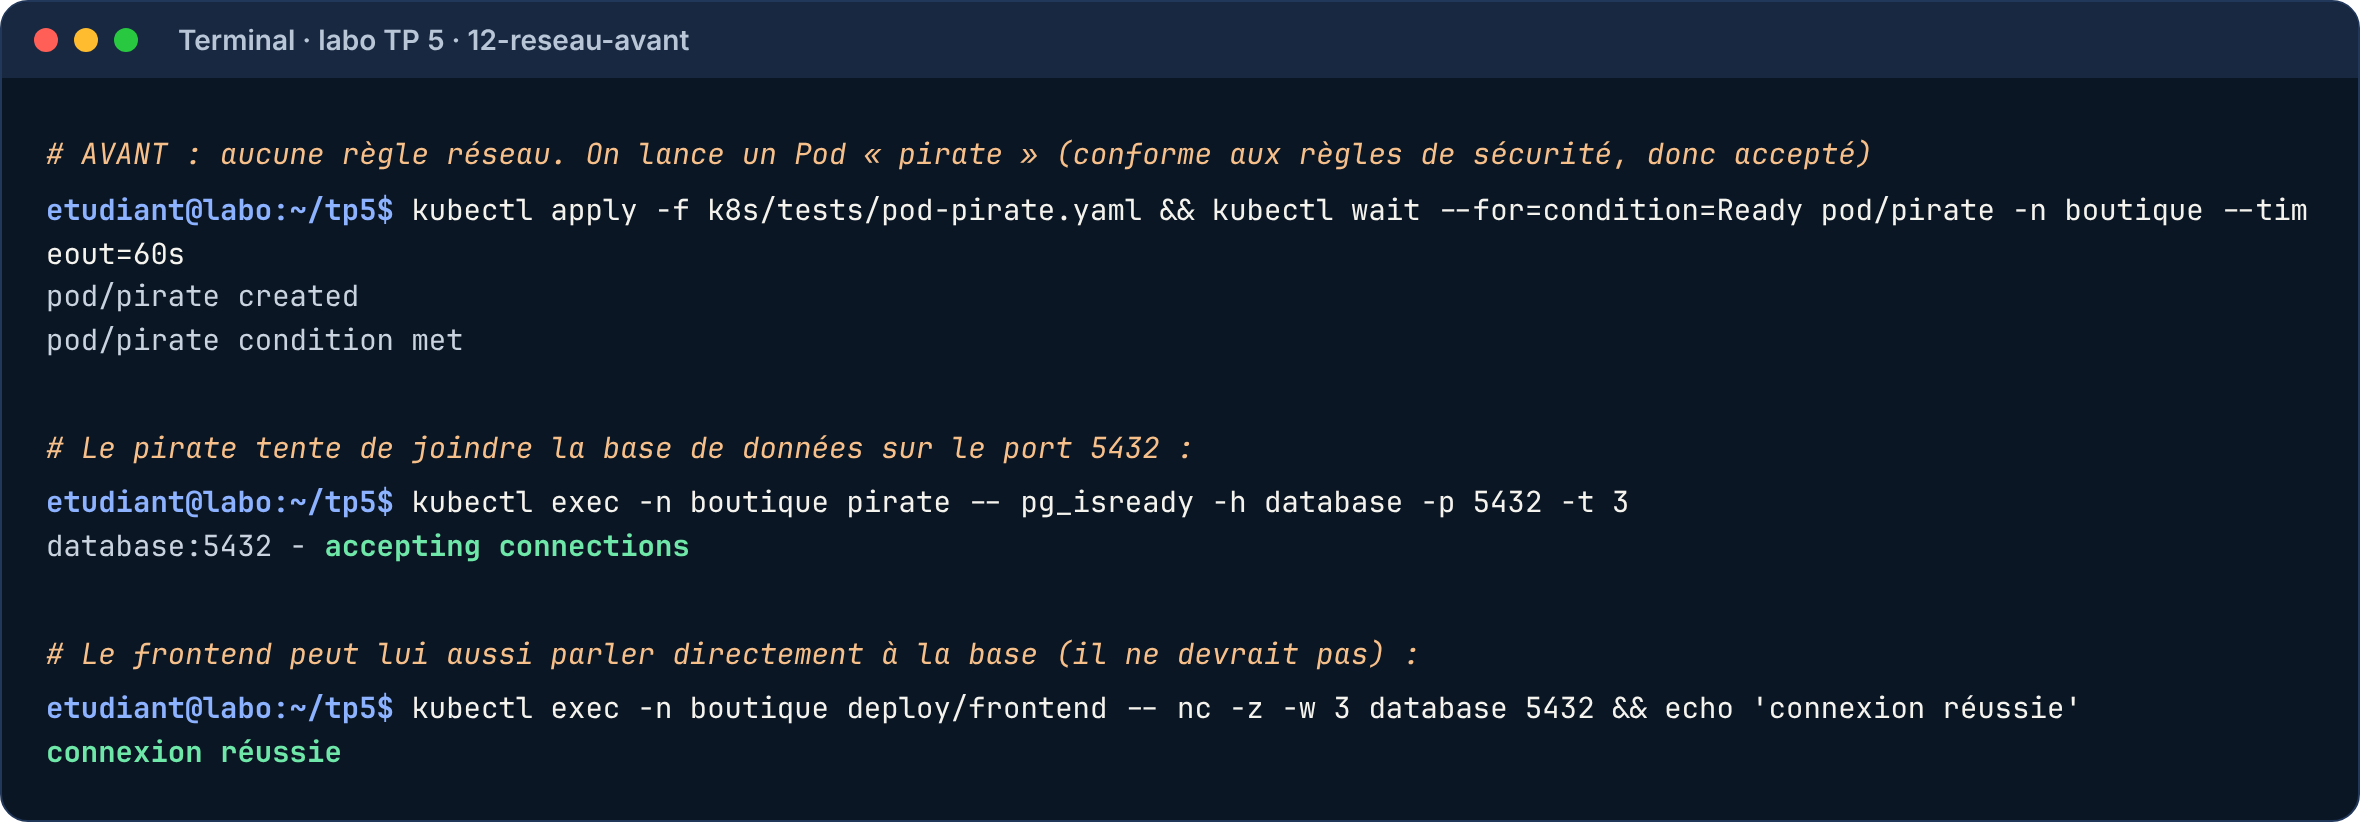 Terminal · labo TP 5 · 12-reseau-avant
# AVANT : aucune règle réseau. On lance un Pod « pirate » (conforme aux règles de sécurité, donc accepté)
etudiant@labo:~/tp5$ kubectl apply -f k8s/tests/pod-pirate.yaml && kubectl wait --for=condition=Ready pod/pirate -n boutique --tim
eout=60s
pod/pirate created
pod/pirate condition met
# Le pirate tente de joindre la base de données sur le port 5432 :
etudiant@labo:~/tp5$ kubectl exec -n boutique pirate -- pg_isready -h database -p 5432 -t 3
database:5432 - accepting connections
# Le frontend peut lui aussi parler directement à la base (il ne devrait pas) :
etudiant@labo:~/tp5$ kubectl exec -n boutique deploy/frontend -- nc -z -w 3 database 5432 && echo 'connexion réussie'
connexion réussie